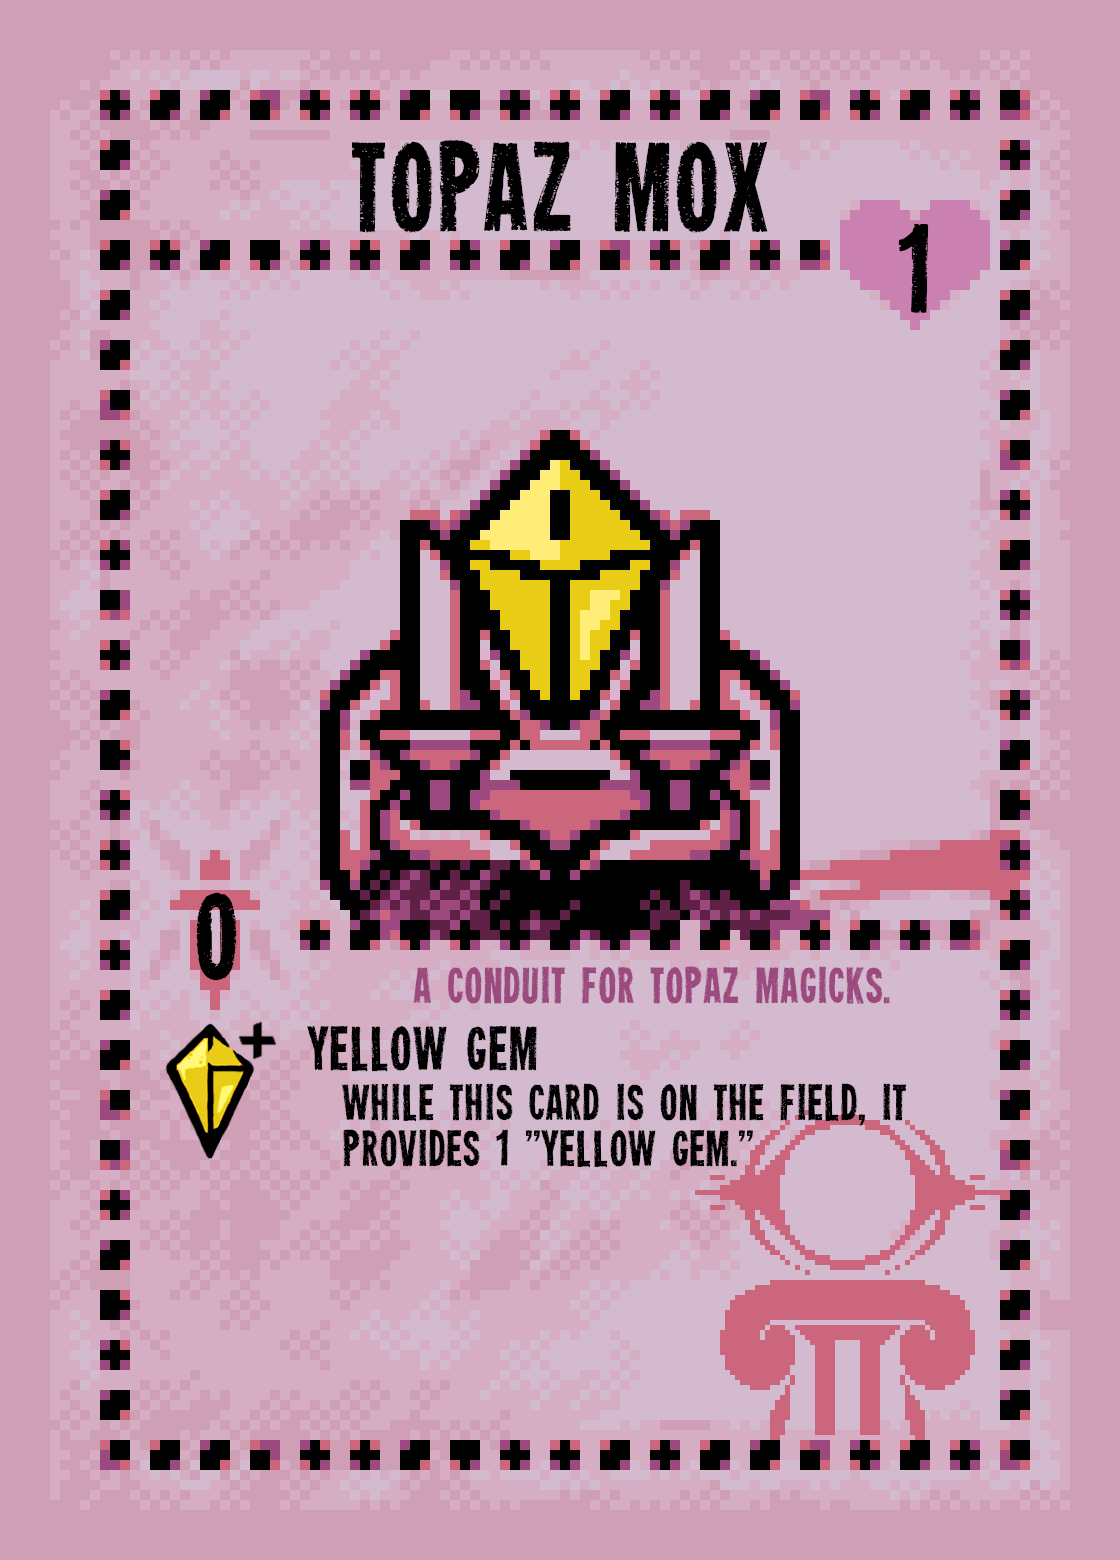 TOPAZ MOX
1
0
A CONDUIT FOR TOPAZ MAGICKS.
YELLOW GEM
WHILE THIS CARD IS ON THE FIELD, IT
PROVIDES 1 "YELLOW GEM."